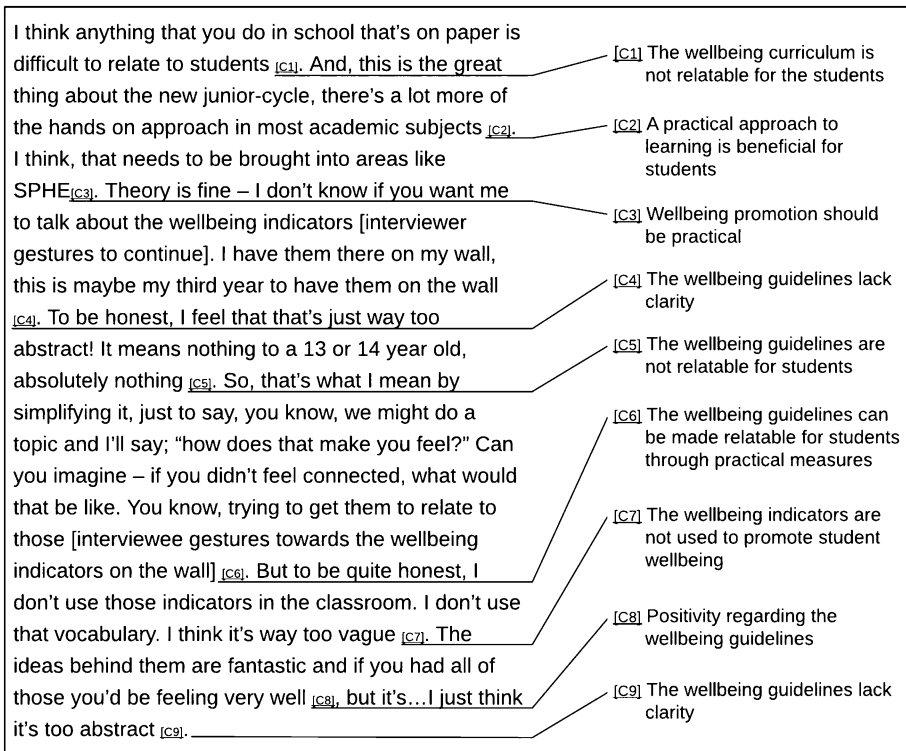 I think anything that you do in school that's on paper is
difficult to relate to students [C1]. And, this is the great
thing about the new junior-cycle, there's a lot more of
the hands on approach in most academic subjects [C2].
I think, that needs to be brought into areas like
SPHE[C3]. Theory is fine – I don't know if you want me
to talk about the wellbeing indicators [interviewer
gestures to continue]. I have them there on my wall,
this is maybe my third year to have them on the wall
[C4]. To be honest, I feel that that's just way too
abstract! It means nothing to a 13 or 14 year old,
absolutely nothing [C5]. So, that's what I mean by
simplifying it, just to say, you know, we might do a
topic and I'll say; "how does that make you feel?" Can
you imagine – if you didn't feel connected, what would
that be like. You know, trying to get them to relate to
those [interviewee gestures towards the wellbeing
indicators on the wall] [C6]. But to be quite honest, I
don't use those indicators in the classroom. I don't use
that vocabulary. I think it's way too vague [C7]. The
ideas behind them are fantastic and if you had all of
those you'd be feeling very well [C8], but it's…I just think
it's too abstract [C9].
[C1] The wellbeing curriculum is
not relatable for the students
[C2] A practical approach to
learning is beneficial for
students
[C3] Wellbeing promotion should
be practical
[C4] The wellbeing guidelines lack
clarity
[C5] The wellbeing guidelines are
not relatable for students
[C6] The wellbeing guidelines can
be made relatable for students
through practical measures
[C7] The wellbeing indicators are
not used to promote student
wellbeing
[C8] Positivity regarding the
wellbeing guidelines
[C9] The wellbeing guidelines lack
clarity